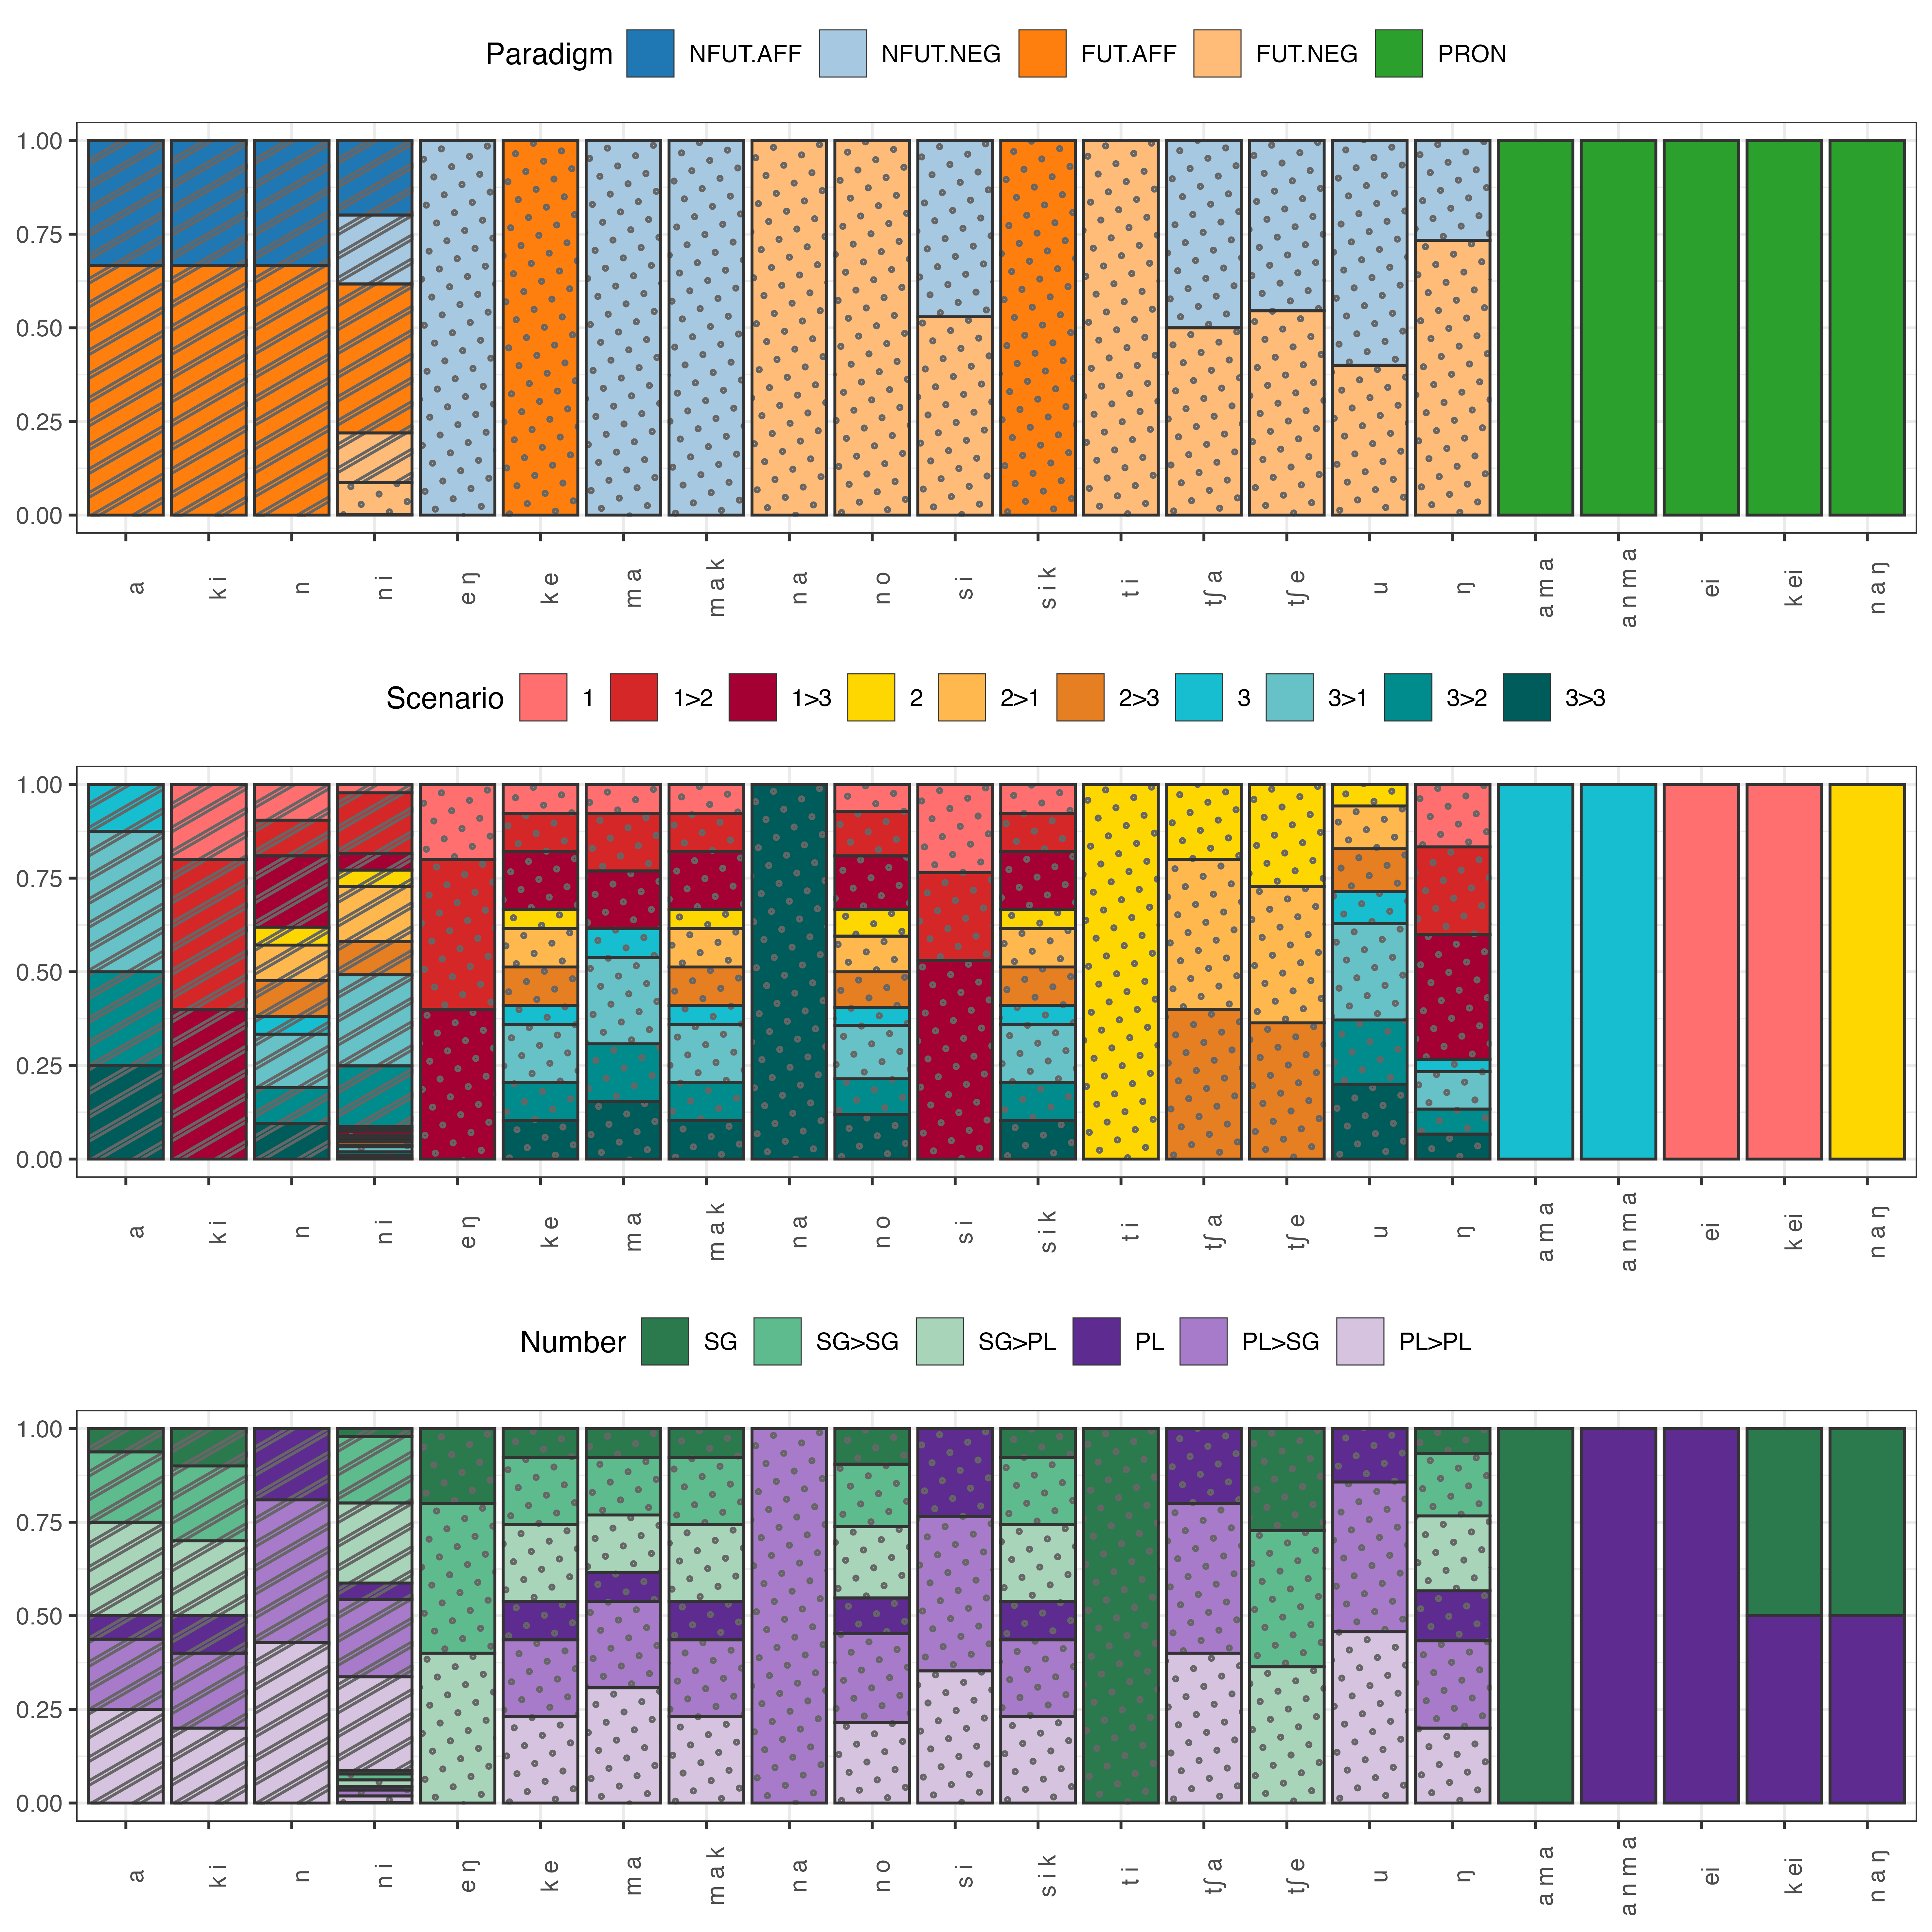 Paradigm NFUT.AFF NFUT.NEG FUT.AFF FUT.NEG PRON
1.00
0.75
0.50
0.25
0.00
a ki n ni eŋ ke ma mak na no si sik ti tʃa tʃe u ŋ ama anma ei kei naŋ
Scenario 1 1>2 1>3 2 2>1 2>3 3 3>1 3>2 3>3
1.00
0.75
0.50
0.25
0.00
a ki n ni eŋ ke ma mak na no si sik ti tʃa tʃe u ŋ ama anma ei kei naŋ
Number SG SG>SG SG>PL PL PL>SG PL>PL
1.00
0.75
0.50
0.25
0.00
a ki n ni eŋ ke ma mak na no si sik ti tʃa tʃe u ŋ ama anma ei kei naŋ